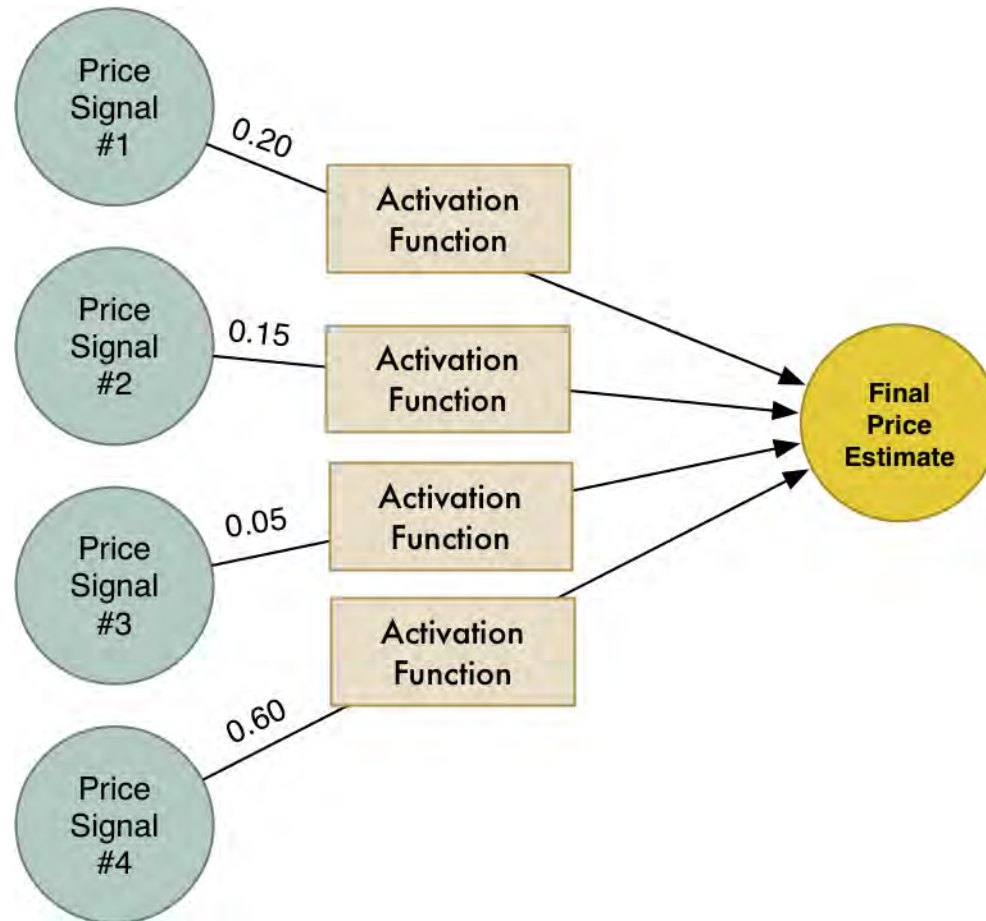 Price
Signal
#1
0.20
Activation
Function
Price
Signal
#2
0.15
Activation
Function
Final
Price
Estimate
Price
Signal
#3
0.05
Activation
Function
Price
Signal
#4
0.60
Activation
Function